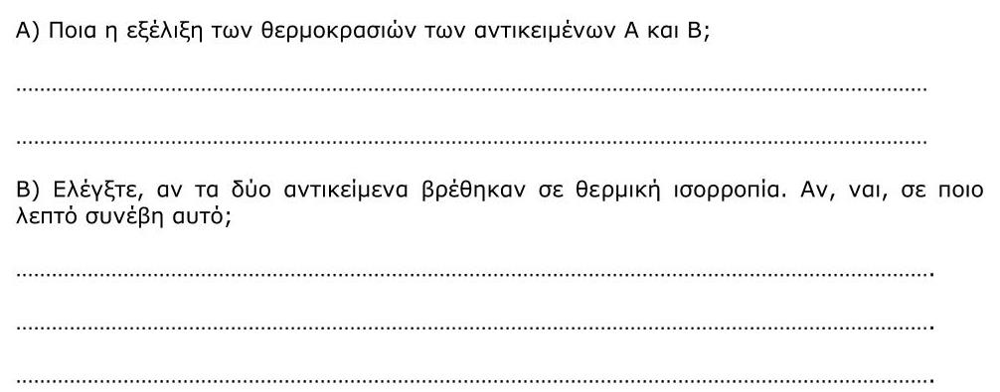 Α) Ποια η εξέλιξη των θερμοκρασιών των αντικειμένων Α και Β;
................................................................................
................................................................................
Β) Ελέγξτε, αν τα δύο αντικείμενα βρέθηκαν σε θερμική ισορροπία. Αν, ναι, σε ποιο
λεπτό συνέβη αυτό;
................................................................................
................................................................................
................................................................................